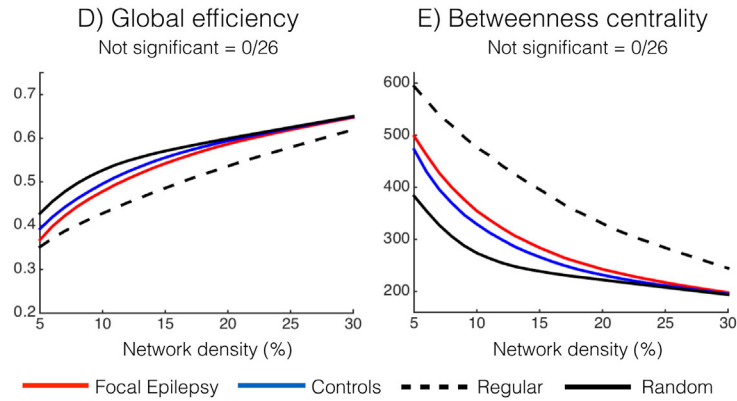 D) Global efficiency
Not significant = 0/26
0.7
0.6
0.5
0.4
0.3
0.2
5 10 15 20 25 30
Network density (%)
E) Betweenness centrality
Not significant = 0/26
600
500
400
300
200
5 10 15 20 25 30
Network density (%)
Focal Epilepsy Controls Regular Random